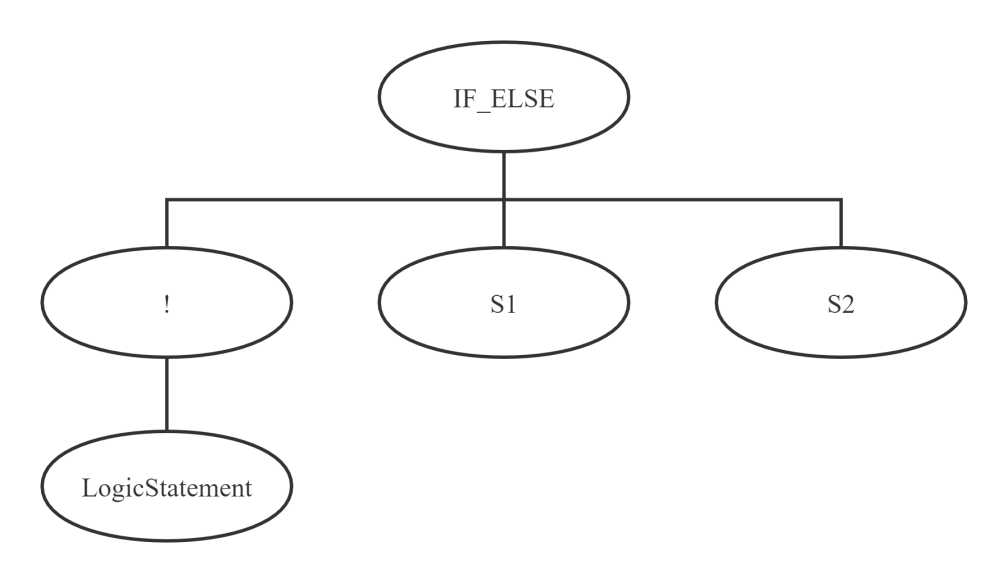 IF_ELSE
!
S1
S2
LogicStatement